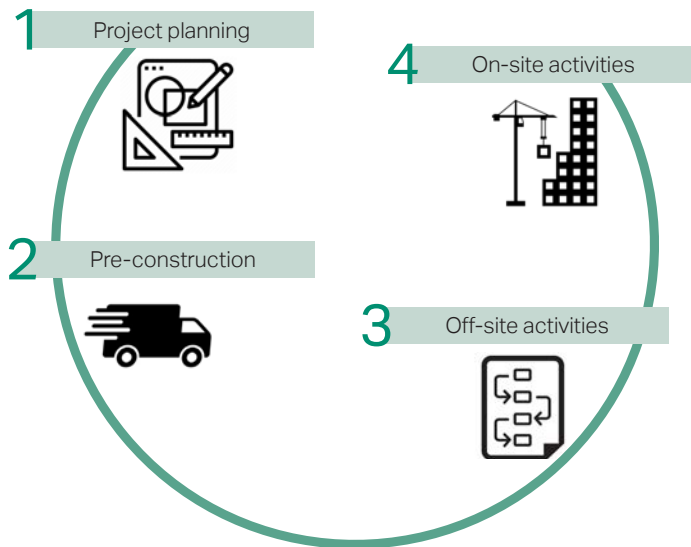 1 Project planning
2 Pre-construction
3 Off-site activities
4 On-site activities